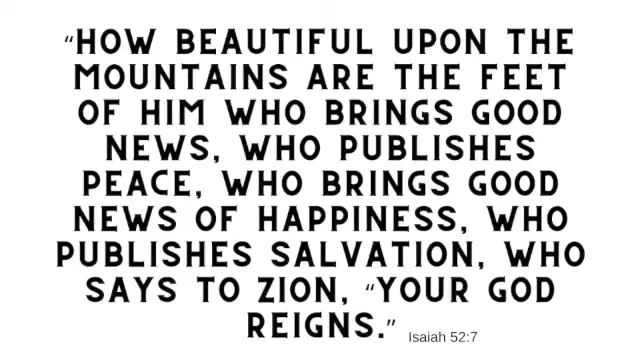 “HOW BEAUTIFUL UPON THE
MOUNTAINS ARE THE FEET
OF HIM WHO BRINGS GOOD
NEWS, WHO PUBLISHES
PEACE, WHO BRINGS GOOD
NEWS OF HAPPINESS, WHO
PUBLISHES SALVATION, WHO
SAYS TO ZION, “YOUR GOD
REIGNS.”
Isaiah 52:7